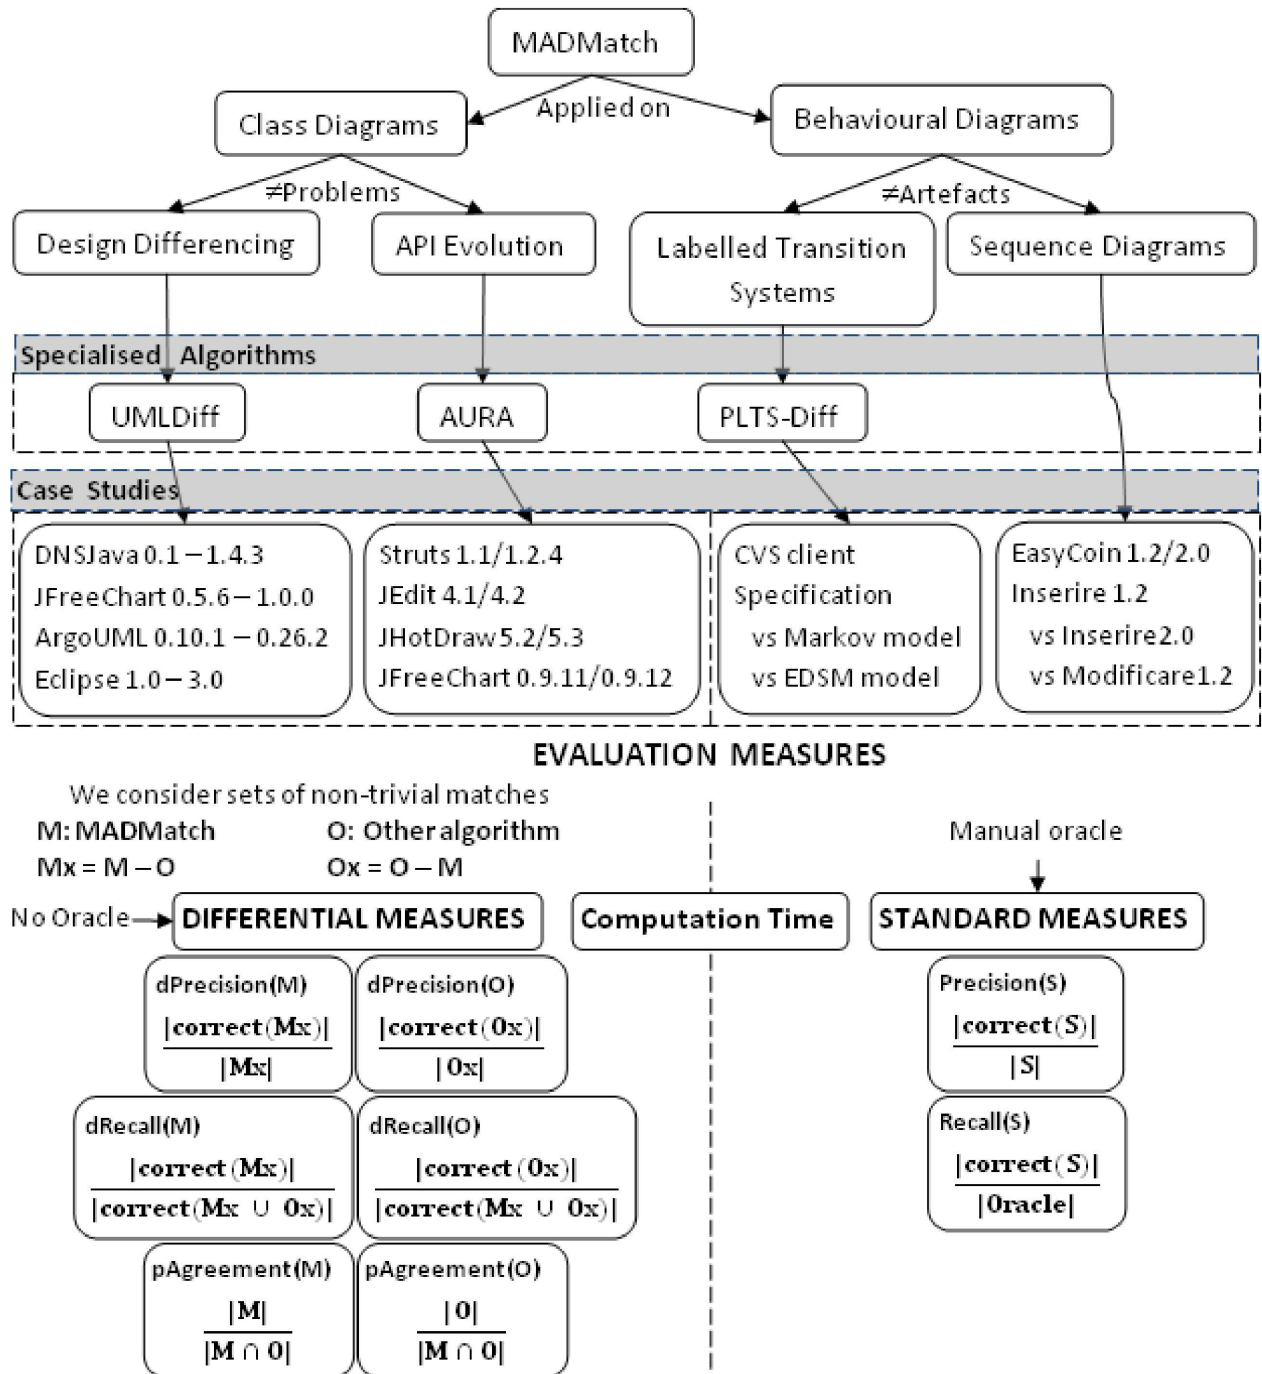 MADMatch
Applied on
Class Diagrams
Behavioural Diagrams
≠Problems
≠Artefacts
Design Differencing
API Evolution
Labelled Transition
Systems
Sequence Diagrams
Specialised Algorithms
UMLDiff
AURA
PLTS-Diff
Case Studies
DNSJava 0.1 – 1.4.3
JFreeChart 0.5.6 – 1.0.0
ArgoUML 0.10.1 – 0.26.2
Eclipse 1.0 – 3.0
Struts 1.1/1.2.4
JEdit 4.1/4.2
JHotDraw 5.2/5.3
JFreeChart 0.9.11/0.9.12
CVS client
Specification
vs Markov model
vs EDSM model
EasyCoin 1.2/2.0
Inserire 1.2
vs Inserire2.0
vs Modificare1.2
EVALUATION MEASURES
We consider sets of non-trivial matches
M: MADMatch
O: Other algorithm
Mx = M – O
Ox = O – M
Manual oracle
No Oracle
DIFFERENTIAL MEASURES
Computation Time
STANDARD MEASURES
dPrecision(M)
|correct(Mx)|
|Mx|
dPrecision(O)
|correct(Ox)|
|Ox|
Precision(S)
|correct(S)|
|S|
dRecall(M)
|correct(Mx)|
|correct(Mx ∪ Ox)|
dRecall(O)
|correct(Ox)|
|correct(Mx ∪ Ox)|
Recall(S)
|correct(S)|
|Oracle|
pAgreement(M)
|M|
|M ∩ O|
pAgreement(O)
|O|
|M ∩ O|